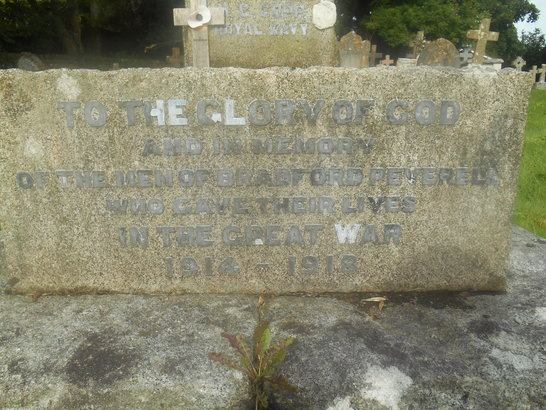 ROYAL NAVY
TO THE GLORY OF GOD
AND IN MEMORY
OF THE MEN OF BRADFORD PEVERELL
WHO GAVE THEIR LIVES
IN THE GREAT WAR
1914 - 1918